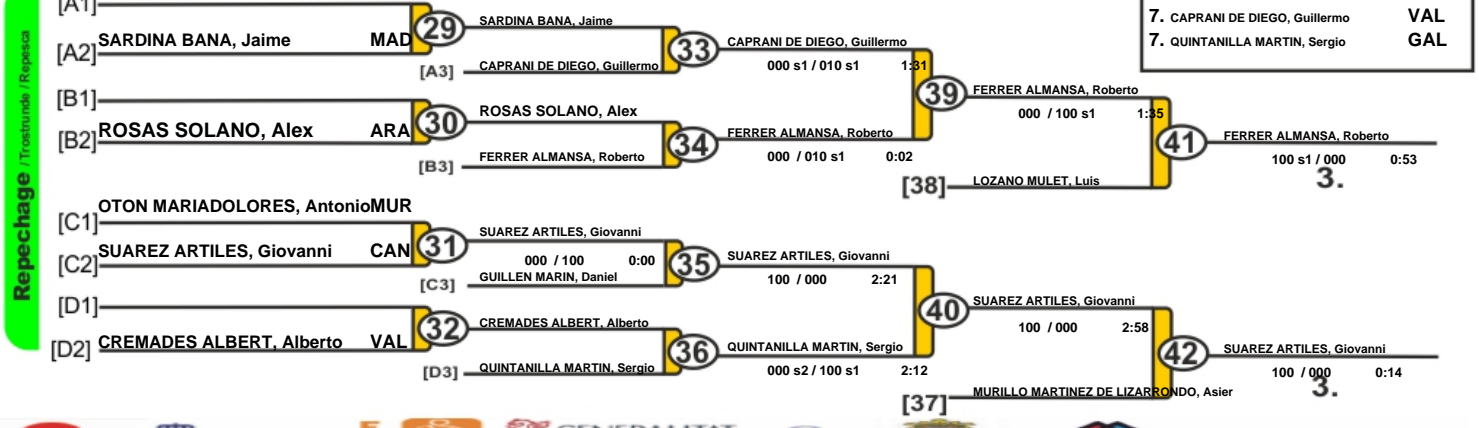 [A1]
[A2] SARDINA BANA, Jaime MAD
29 SARDINA BANA, Jaime
[A3] CAPRANI DE DIEGO, Guillermo
33 CAPRANI DE DIEGO, Guillermo
000 s1 / 010 s1 1:31
7. CAPRANI DE DIEGO, Guillermo VAL
7. QUINTANILLA MARTIN, Sergio GAL
[B1]
[B2] ROSAS SOLANO, Alex ARA
30 ROSAS SOLANO, Alex
[B3] FERRER ALMANSA, Roberto
34 FERRER ALMANSA, Roberto
000 / 010 s1 0:02
39 FERRER ALMANSA, Roberto
000 / 100 s1 1:35
[38] LOZANO MULET, Luis
41 FERRER ALMANSA, Roberto
100 s1 / 000 0:53
3.
Repechage / Trostrunde / Repesca
[C1] OTON MARIADOLORES, Antonio MUR
[C2] SUAREZ ARTILES, Giovanni CAN
31 SUAREZ ARTILES, Giovanni
000 / 100 0:00
[C3] GUILLEN MARIN, Daniel
35 SUAREZ ARTILES, Giovanni
100 / 000 2:21
[D1]
[D2] CREMADES ALBERT, Alberto VAL
32 CREMADES ALBERT, Alberto
[D3] QUINTANILLA MARTIN, Sergio
36 QUINTANILLA MARTIN, Sergio
000 s2 / 100 s1 2:12
40 SUAREZ ARTILES, Giovanni
100 / 000 2:58
[37] MURILLO MARTINEZ DE LIZARRONDO, Asier
42 SUAREZ ARTILES, Giovanni
100 / 000 0:14
3.
GENERALITAT